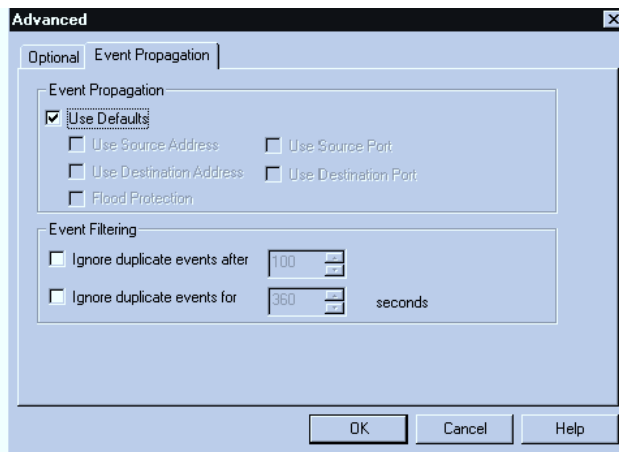 Advanced
Optional
Event Propagation
Event Propagation
Use Defaults
Use Source Address
Use Source Port
Use Destination Address
Use Destination Port
Flood Protection
Event Filtering
Ignore duplicate events after 100
Ignore duplicate events for 360 seconds
OK
Cancel
Help